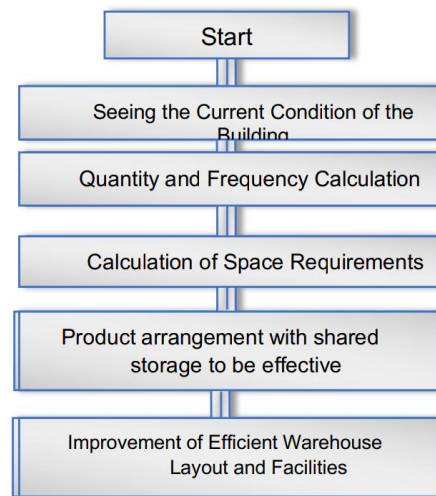 Start
Seeing the Current Condition of the
Building
Quantity and Frequency Calculation
Calculation of Space Requirements
Product arrangement with shared
storage to be effective
Improvement of Efficient Warehouse
Layout and Facilities